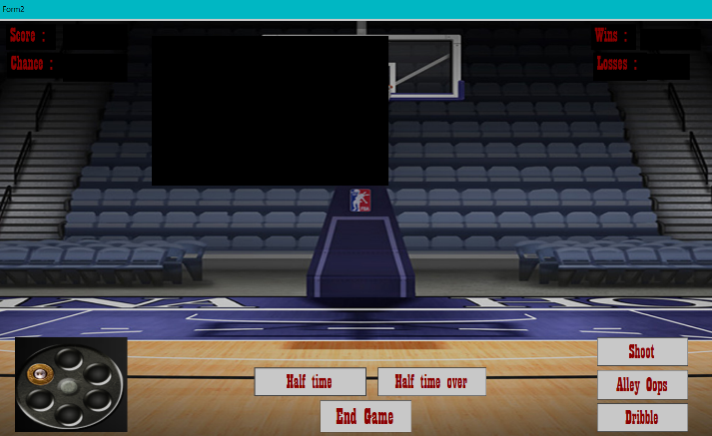 Form2
Score :
Wins :
Chance :
Losses :
Shoot
Half time
Half time over
Alley Oops
End Game
Dribble